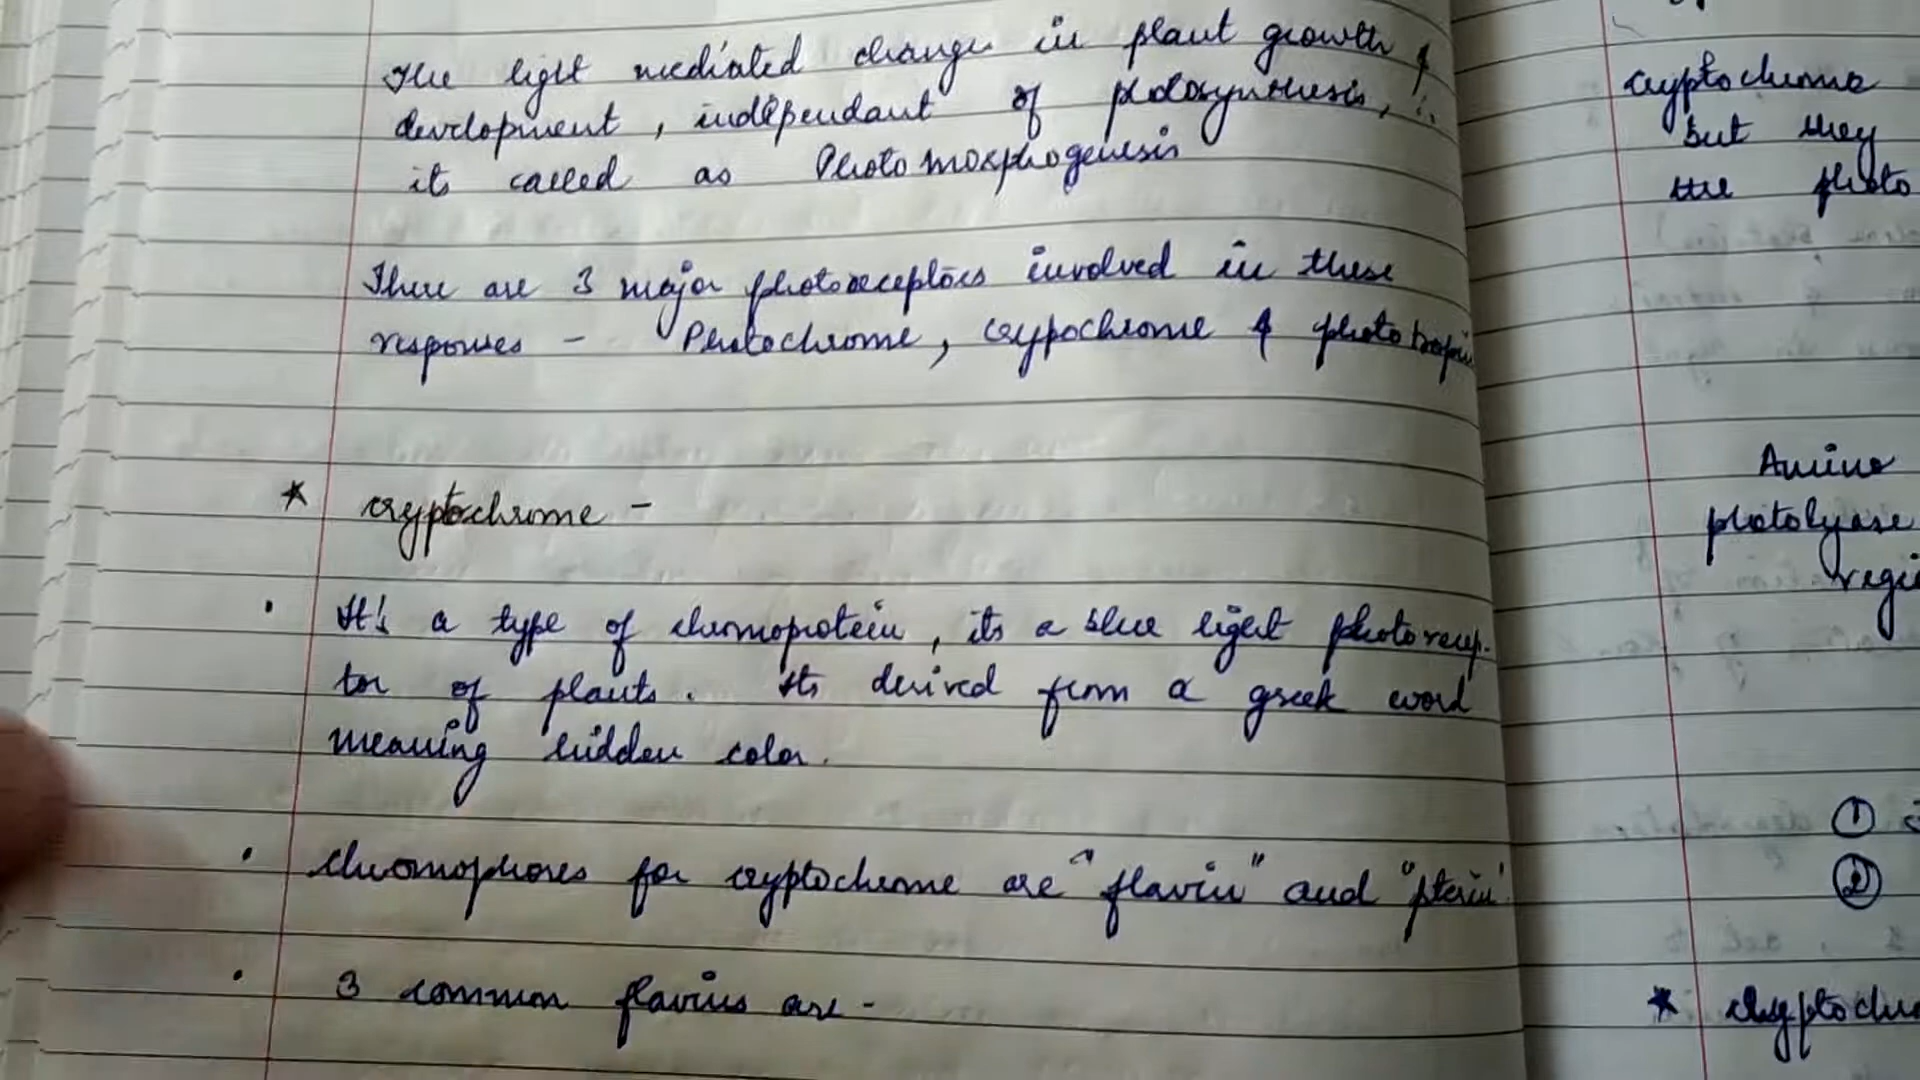 The light mediated change in plant growth &
development, indépendant of photosynthesis, ∴
its called as Photomorphogenesis
There are 3 major photoreceptors involved in these
responses - Photochrome, crypochrome & phototropin
* cryptochrome -
• It's a type of chromoprotein, its a blue light photorecep-
tor of plants. Its derived from a greek word
meaning hidden color.
• Chromophores for cryptochrome are "flavin" and "pterin"
• 3 common flavins are -
cryptochrome
but they
the photo
Amino
photolyase
regi
①
②
* cryptochr